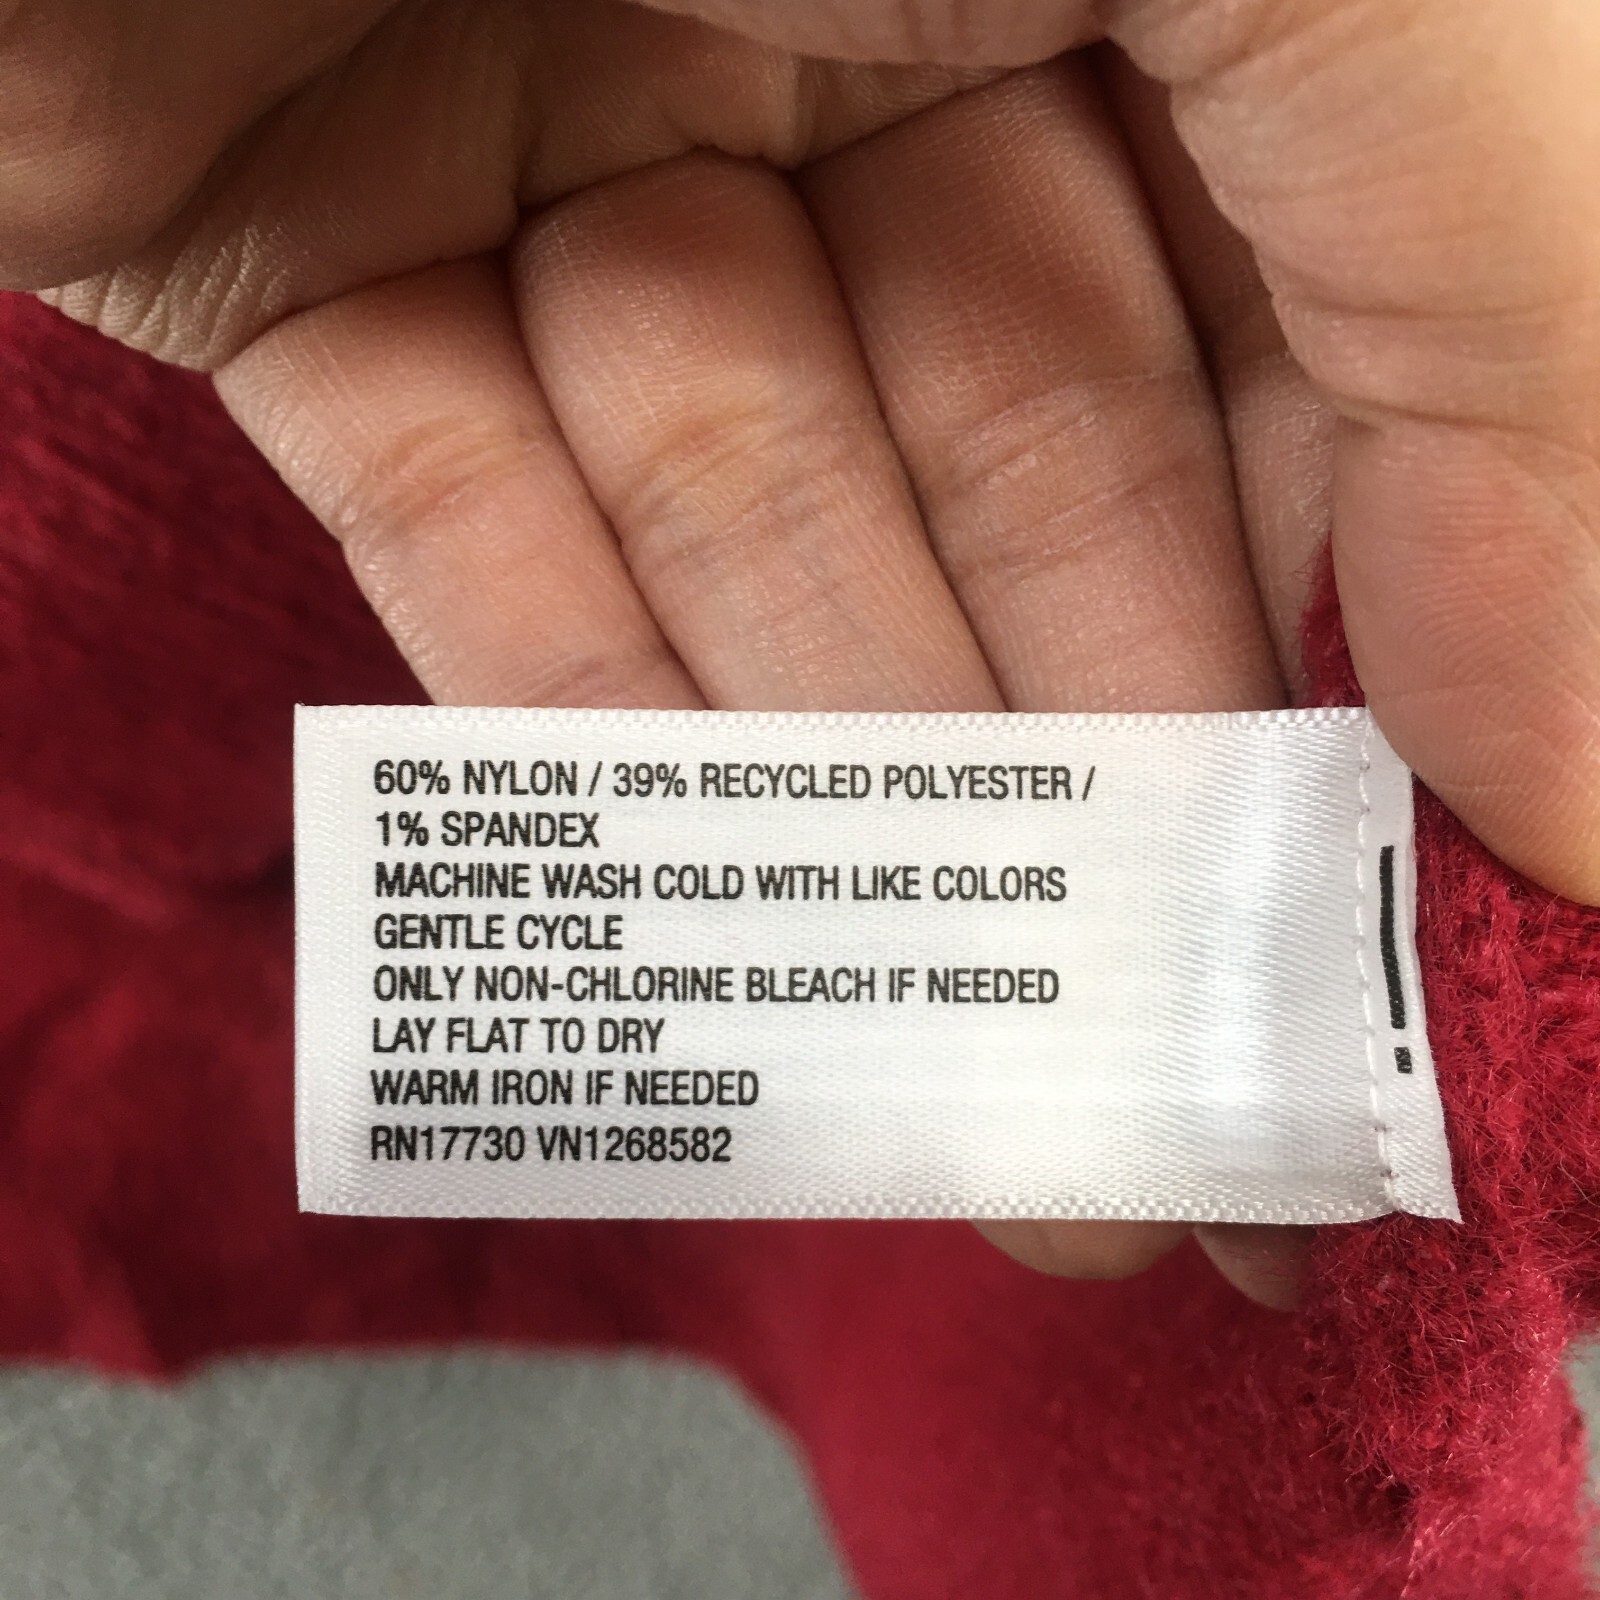 60% NYLON / 39% RECYCLED POLYESTER /
1% SPANDEX
MACHINE WASH COLD WITH LIKE COLORS
GENTLE CYCLE
ONLY NON-CHLORINE BLEACH IF NEEDED
LAY FLAT TO DRY
WARM IRON IF NEEDED
RN17730 VN1268582